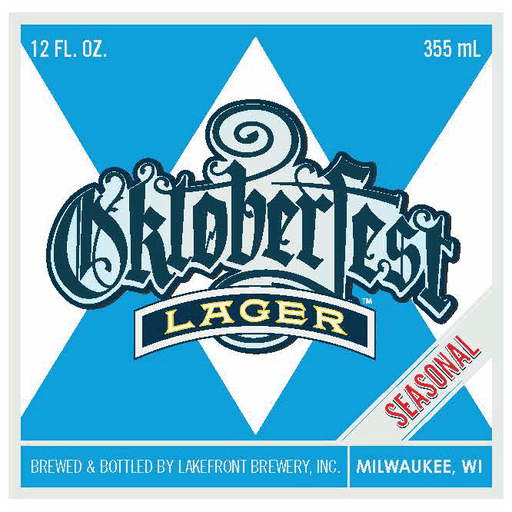 12 FL. OZ.
355 mL
Oktoberfest
LAGER ™
SEASONAL
BREWED & BOTTLED BY LAKEFRONT BREWERY, INC.
MILWAUKEE, WI